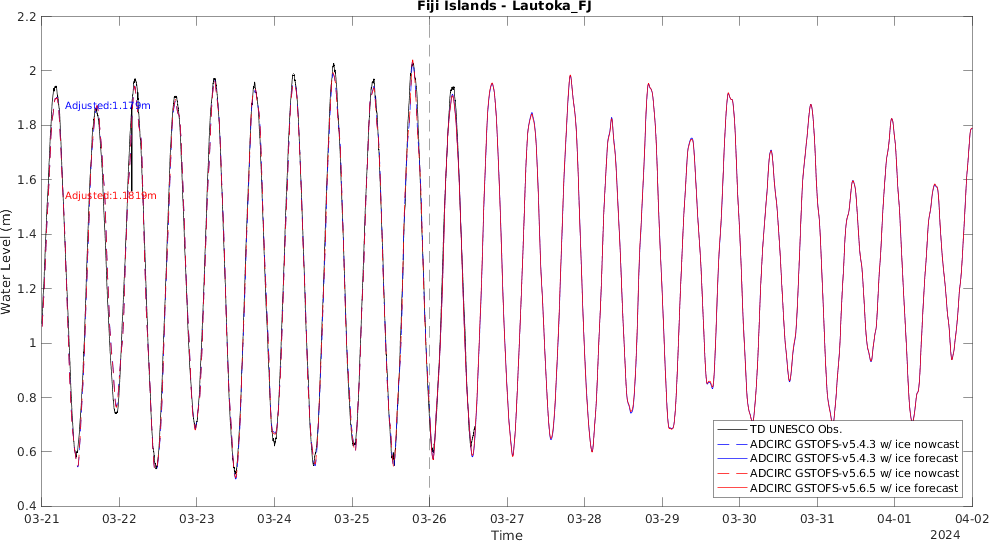 Fiji Islands - Lautoka_FJ
2.2
2
1.8
1.6
1.4
1.2
1
0.8
0.6
0.4
Water Level (m)
Adjusted:1.179m
Adjusted:1.1819m
TD UNESCO Obs.
ADCIRC GSTOFS-v5.4.3 w/ ice nowcast
ADCIRC GSTOFS-v5.4.3 w/ ice forecast
ADCIRC GSTOFS-v5.6.5 w/ ice nowcast
ADCIRC GSTOFS-v5.6.5 w/ ice forecast
03-21 03-22 03-23 03-24 03-25 03-26 03-27 03-28 03-29 03-30 03-31 04-01 04-02
Time
2024